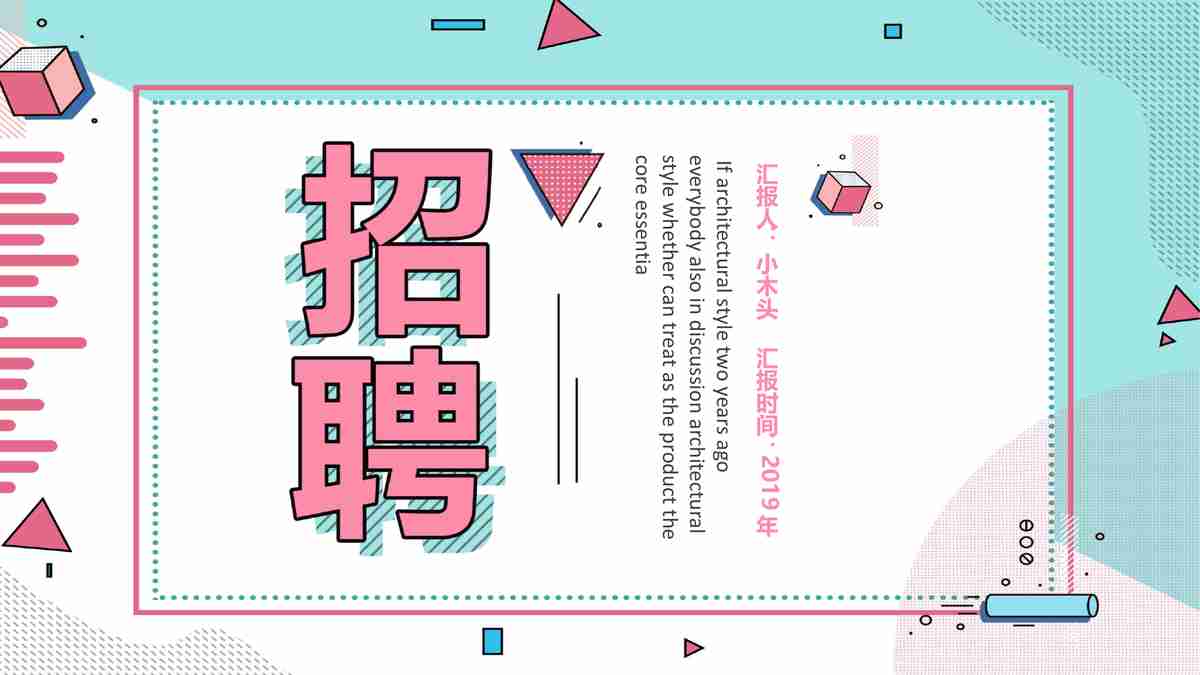 招聘
汇报人：小木头 汇报时间：2019年
If architectural style two years ago
everybody also in discussion architectural
style whether can treat as the product the
core essentia